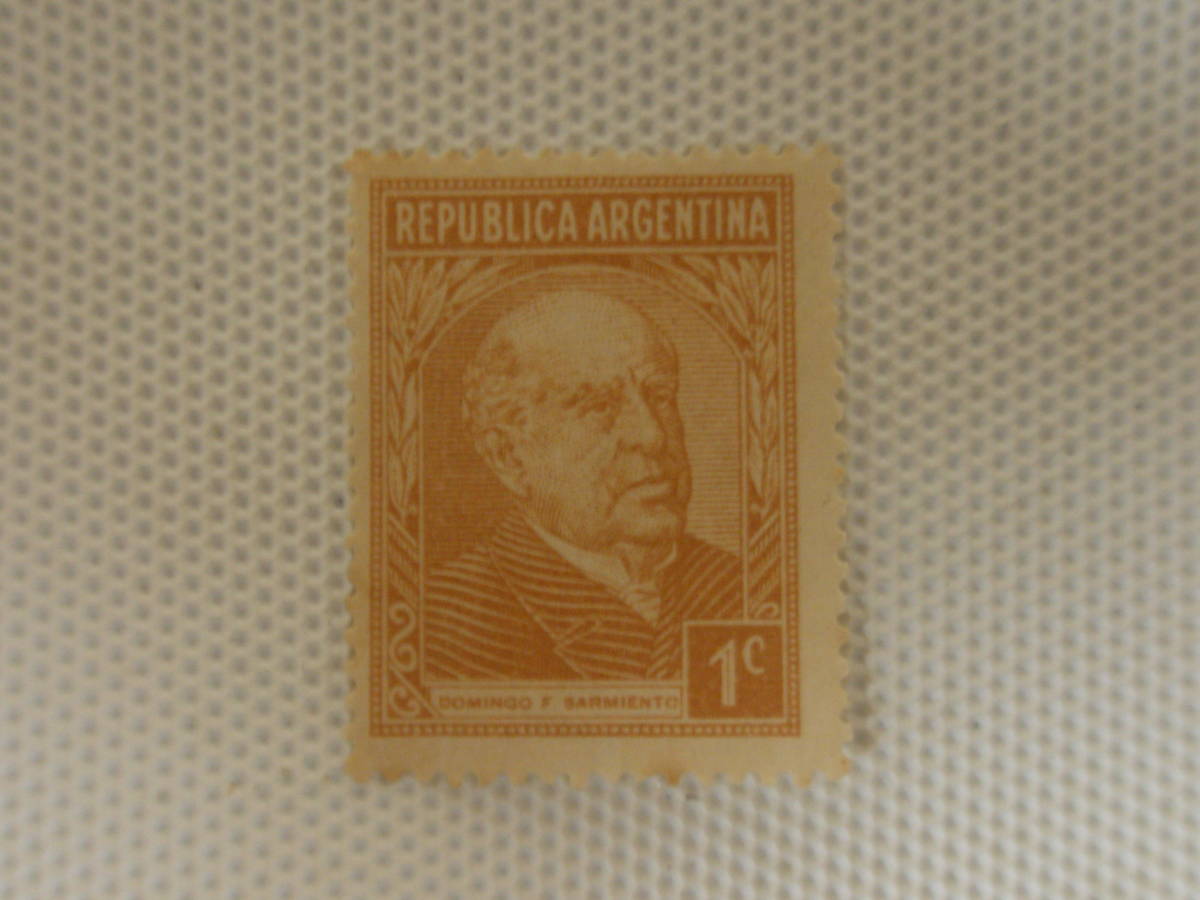 REPUBLICA ARGENTINA
1c
DOMINGO F SARMIENTO